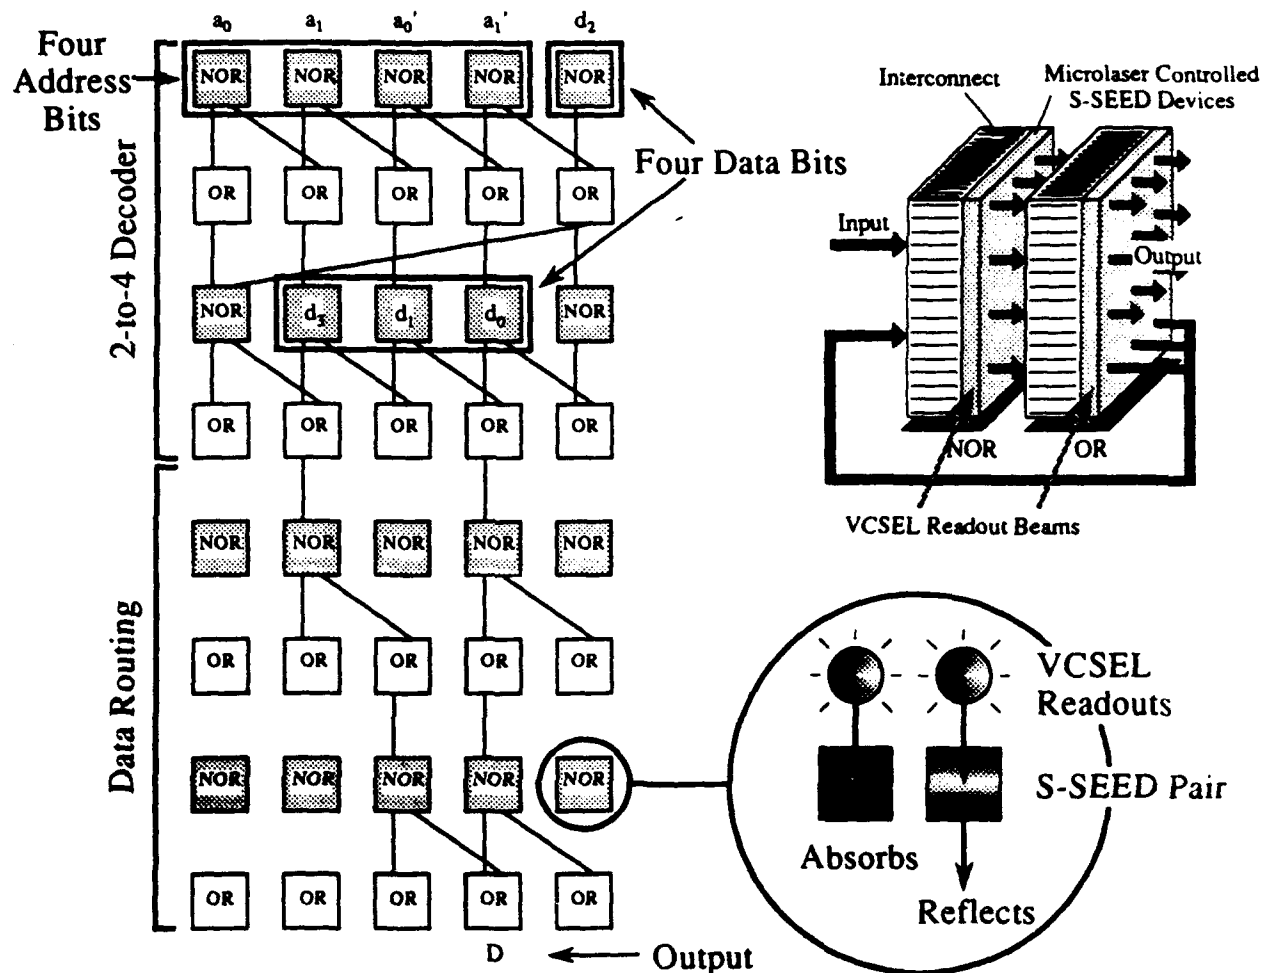 a₀ a₁ a₀' a₁' d₂
Four
Address
Bits
NOR NOR NOR NOR NOR
Four Data Bits
OR OR OR OR OR
2-to-4 Decoder
NOR d₃ d₁ d₀ NOR
OR OR OR OR OR
NOR NOR NOR NOR NOR
OR OR OR OR OR
Data Routing
NOR NOR NOR NOR NOR
OR OR OR OR OR
D
Output
Interconnect
Microlaser Controlled
S-SEED Devices
Input
Output
NOR OR
VCSEL Readout Beams
VCSEL
Readouts
S-SEED Pair
Absorbs
Reflects